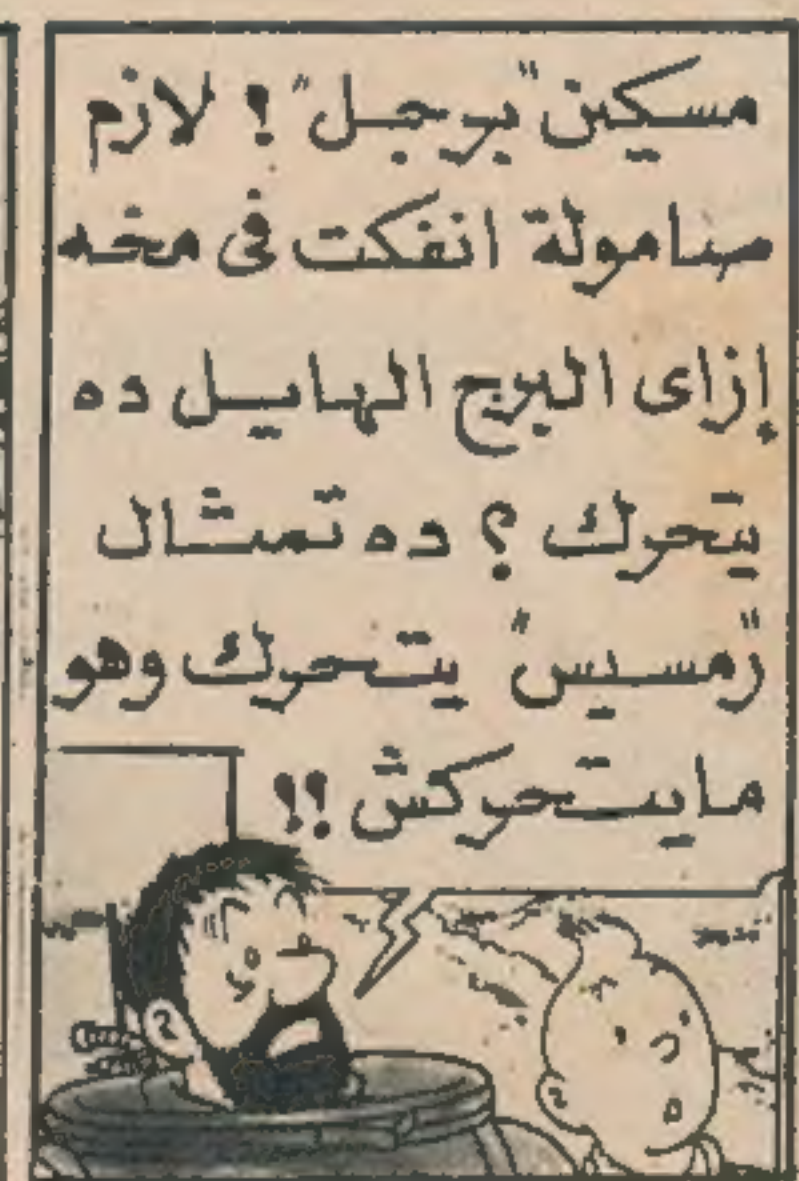 مسكين "برجل"! لازم
صامولة انفكت فى مخه
إزاى البرج الهايل ده
يتحرك؟ ده تمثال
"رمسيس" يتحرك وهو
مايتحركش!!